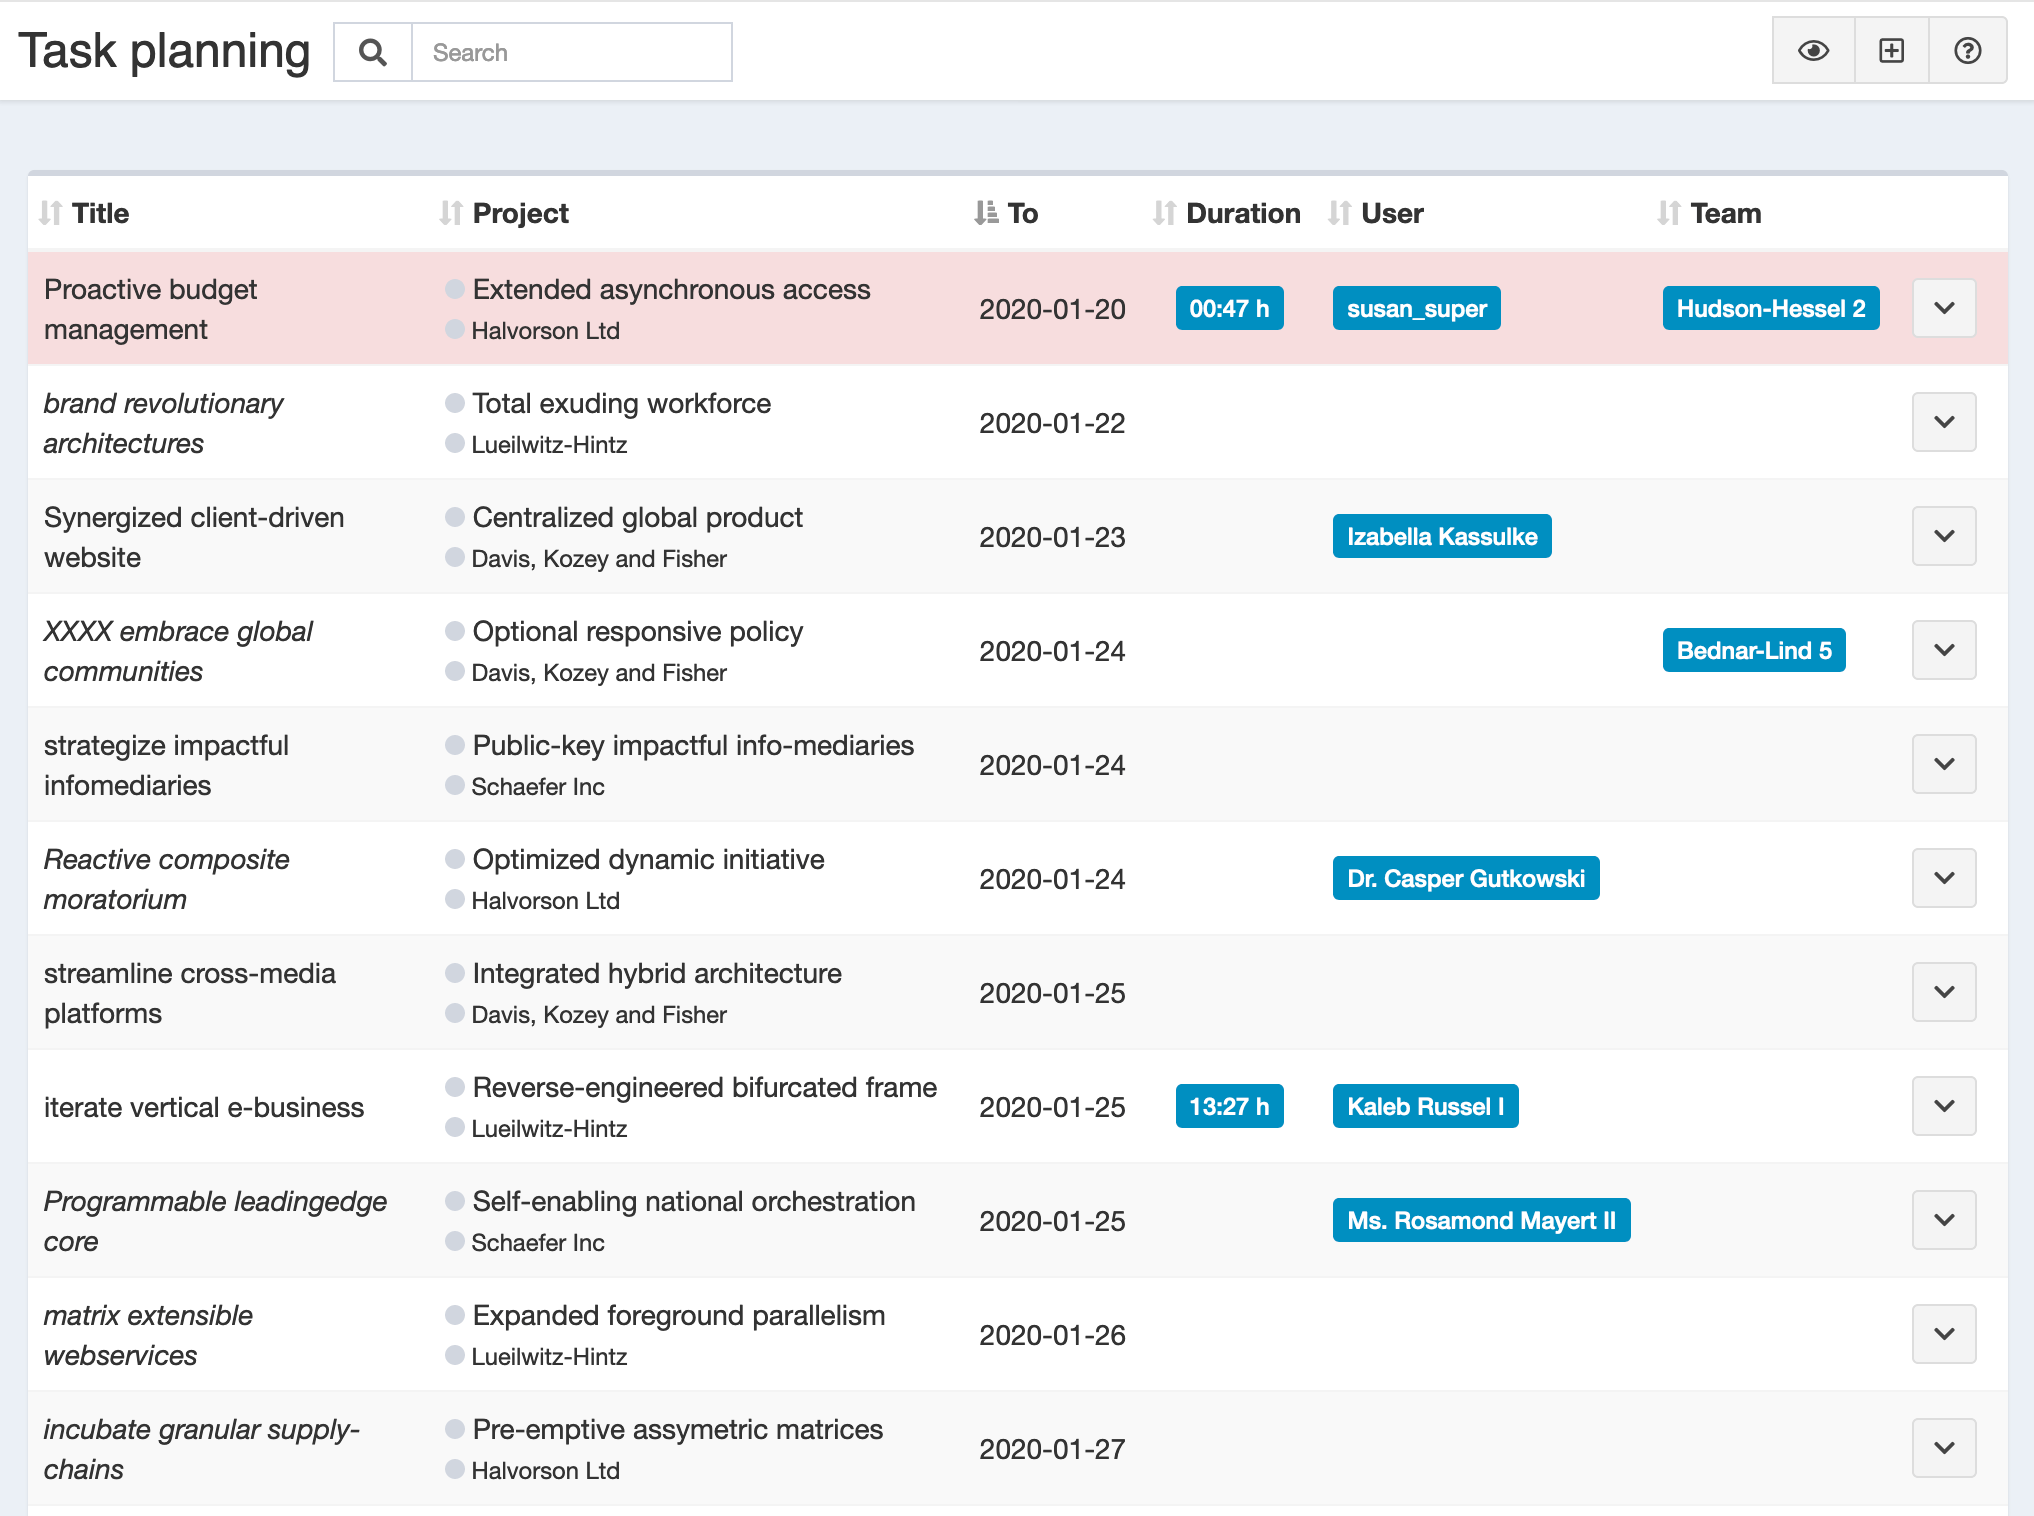 Task planning
Search
Title Project To Duration User Team
Proactive budget management
Extended asynchronous access
Halvorson Ltd
2020-01-20
00:47 h
susan_super
Hudson-Hessel 2
brand revolutionary architectures
Total exuding workforce
Lueilwitz-Hintz
2020-01-22
Synergized client-driven website
Centralized global product
Davis, Kozey and Fisher
2020-01-23
Izabella Kassulke
XXXX embrace global communities
Optional responsive policy
Davis, Kozey and Fisher
2020-01-24
Bednar-Lind 5
strategize impactful infomediaries
Public-key impactful info-mediaries
Schaefer Inc
2020-01-24
Reactive composite moratorium
Optimized dynamic initiative
Halvorson Ltd
2020-01-24
Dr. Casper Gutkowski
streamline cross-media platforms
Integrated hybrid architecture
Davis, Kozey and Fisher
2020-01-25
iterate vertical e-business
Reverse-engineered bifurcated frame
Lueilwitz-Hintz
2020-01-25
13:27 h
Kaleb Russel I
Programmable leadingedge core
Self-enabling national orchestration
Schaefer Inc
2020-01-25
Ms. Rosamond Mayert II
matrix extensible webservices
Expanded foreground parallelism
Lueilwitz-Hintz
2020-01-26
incubate granular supply-chains
Pre-emptive assymetric matrices
Halvorson Ltd
2020-01-27